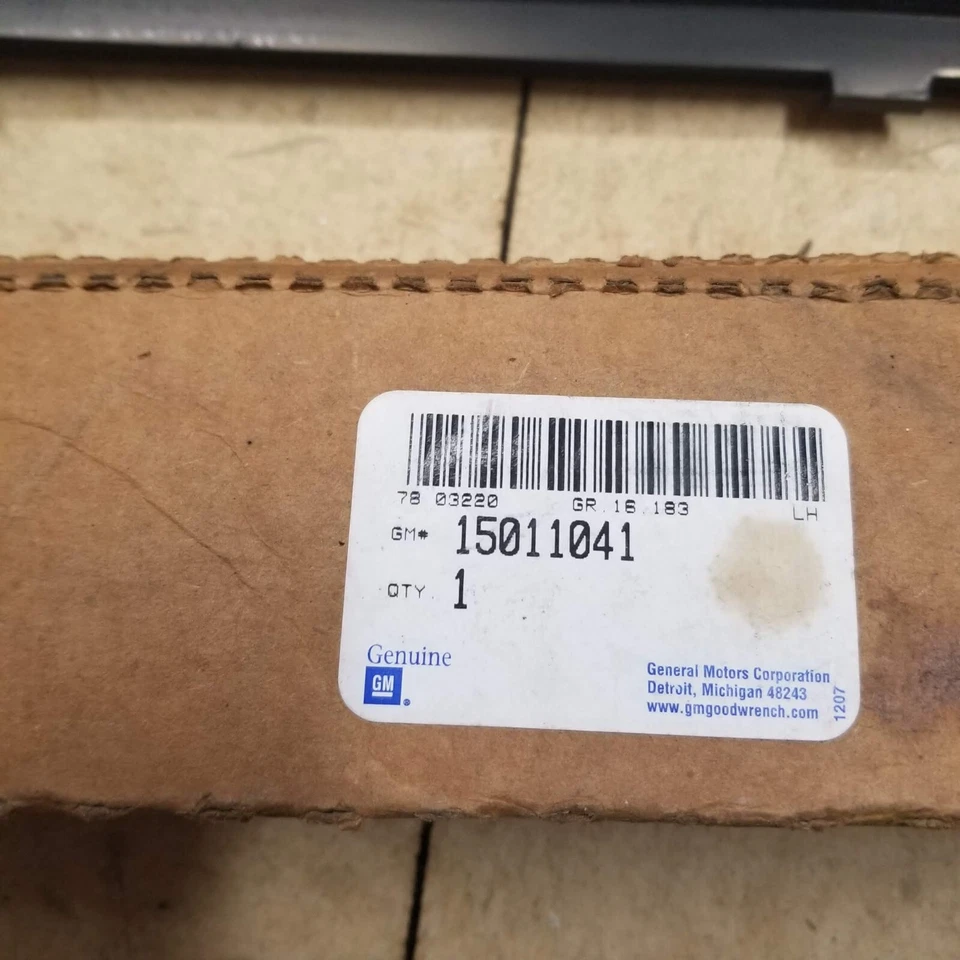 78 03220 GR.16.183 LH
GM# 15011041
QTY. 1
Genuine
GM
General Motors Corporation
Detroit, Michigan 48243
www.gmgoodwrench.com
1207